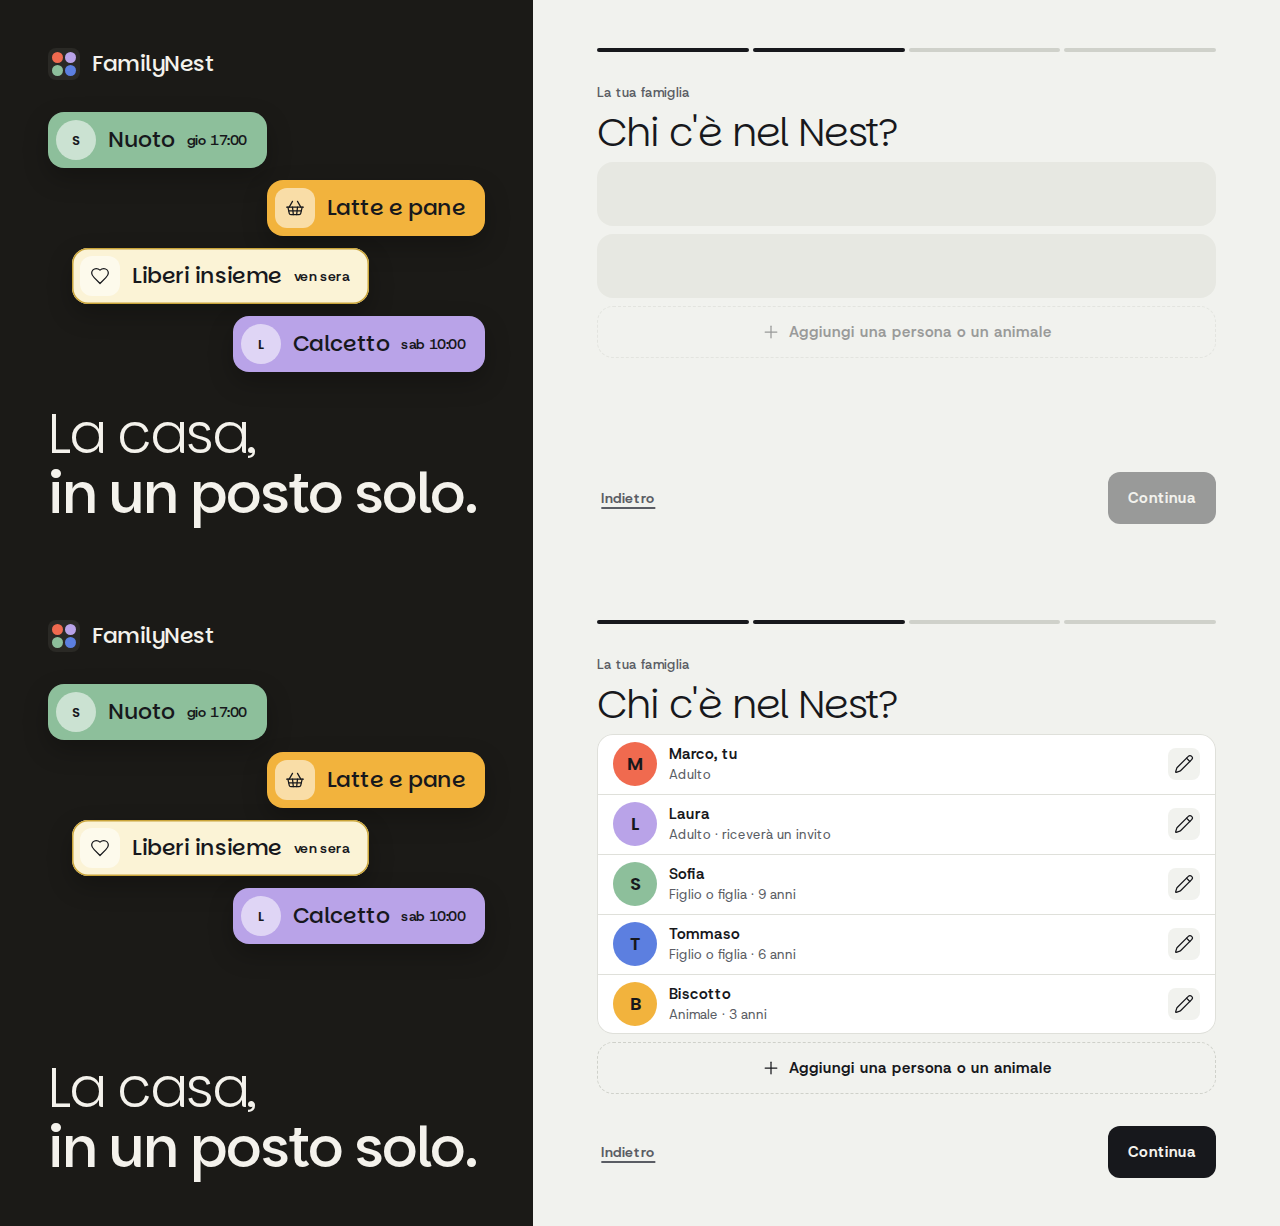 FamilyNest
S Nuoto gio 17:00
Latte e pane
Liberi insieme ven sera
L Calcetto sab 10:00
La casa,
in un posto solo.
La tua famiglia
Chi c'è nel Nest?
Aggiungi una persona o un animale
Indietro
Continua
FamilyNest
S Nuoto gio 17:00
Latte e pane
Liberi insieme ven sera
L Calcetto sab 10:00
La casa,
in un posto solo.
La tua famiglia
Chi c'è nel Nest?
M
Marco, tu
Adulto
L
Laura
Adulto · riceverà un invito
S
Sofia
Figlio o figlia · 9 anni
T
Tommaso
Figlio o figlia · 6 anni
B
Biscotto
Animale · 3 anni
Aggiungi una persona o un animale
Indietro
Continua